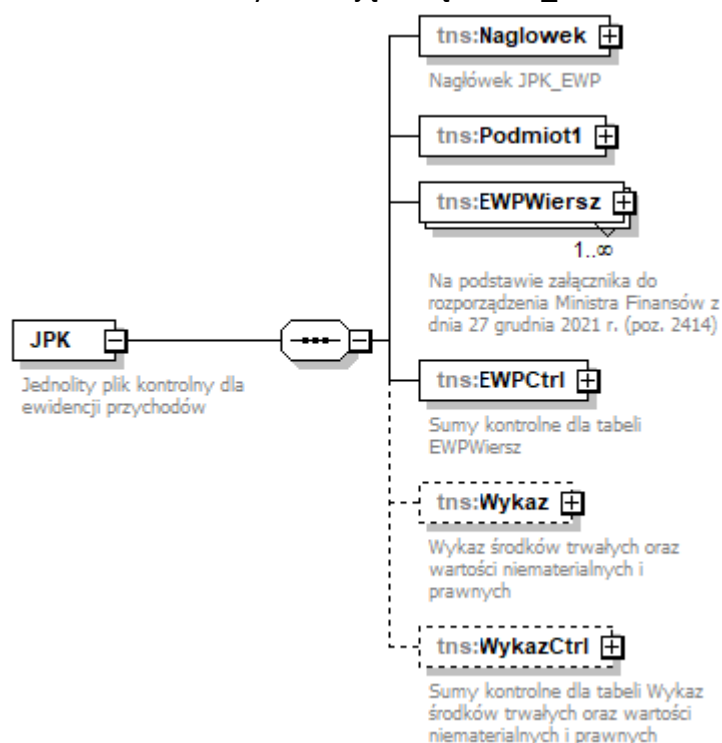 tns:Naglowek
Nagłówek JPK_EWP
tns:Podmiot1
tns:EWPWiersz
1..∞
Na podstawie załącznika do
rozporządzenia Ministra Finansów z
dnia 27 grudnia 2021 r. (poz. 2414)
JPK
Jednolity plik kontrolny dla
ewidencji przychodów
tns:EWPCtrl
Sumy kontrolne dla tabeli
EWPWiersz
tns:Wykaz
Wykaz środków trwałych oraz
wartości niematerialnych i
prawnych
tns:WykazCtrl
Sumy kontrolne dla tabeli Wykaz
środków trwałych oraz wartości
niematerialnych i prawnych